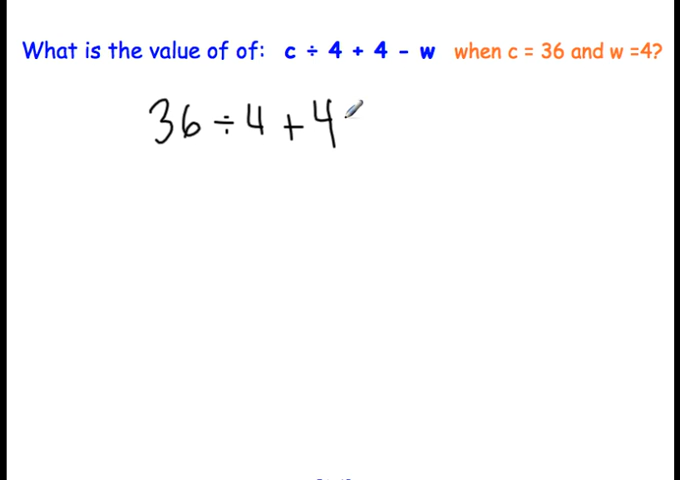 What is the value of of: c ÷ 4 + 4 - w when c = 36 and w =4?
36 ÷ 4 + 4